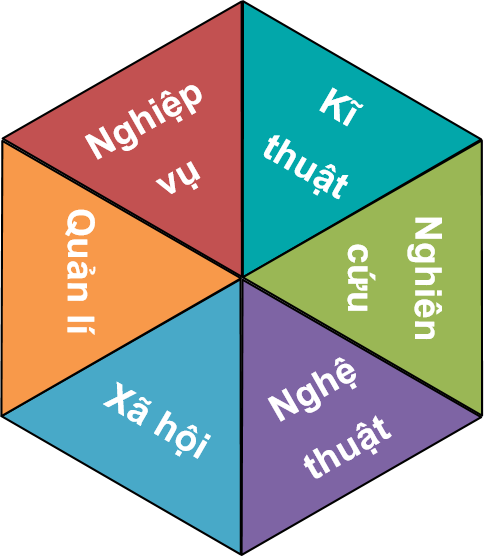 Nghiệp
vụ
Kĩ
thuật
Nghiên
cứu
Nghệ
thuật
Xã hội
Quản lí